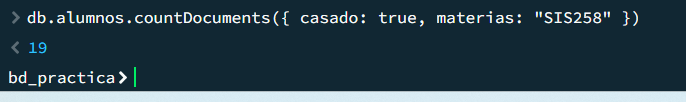 > db.alumnos.countDocuments({ casado: true, materias: "SIS258" })
< 19
bd_practica>